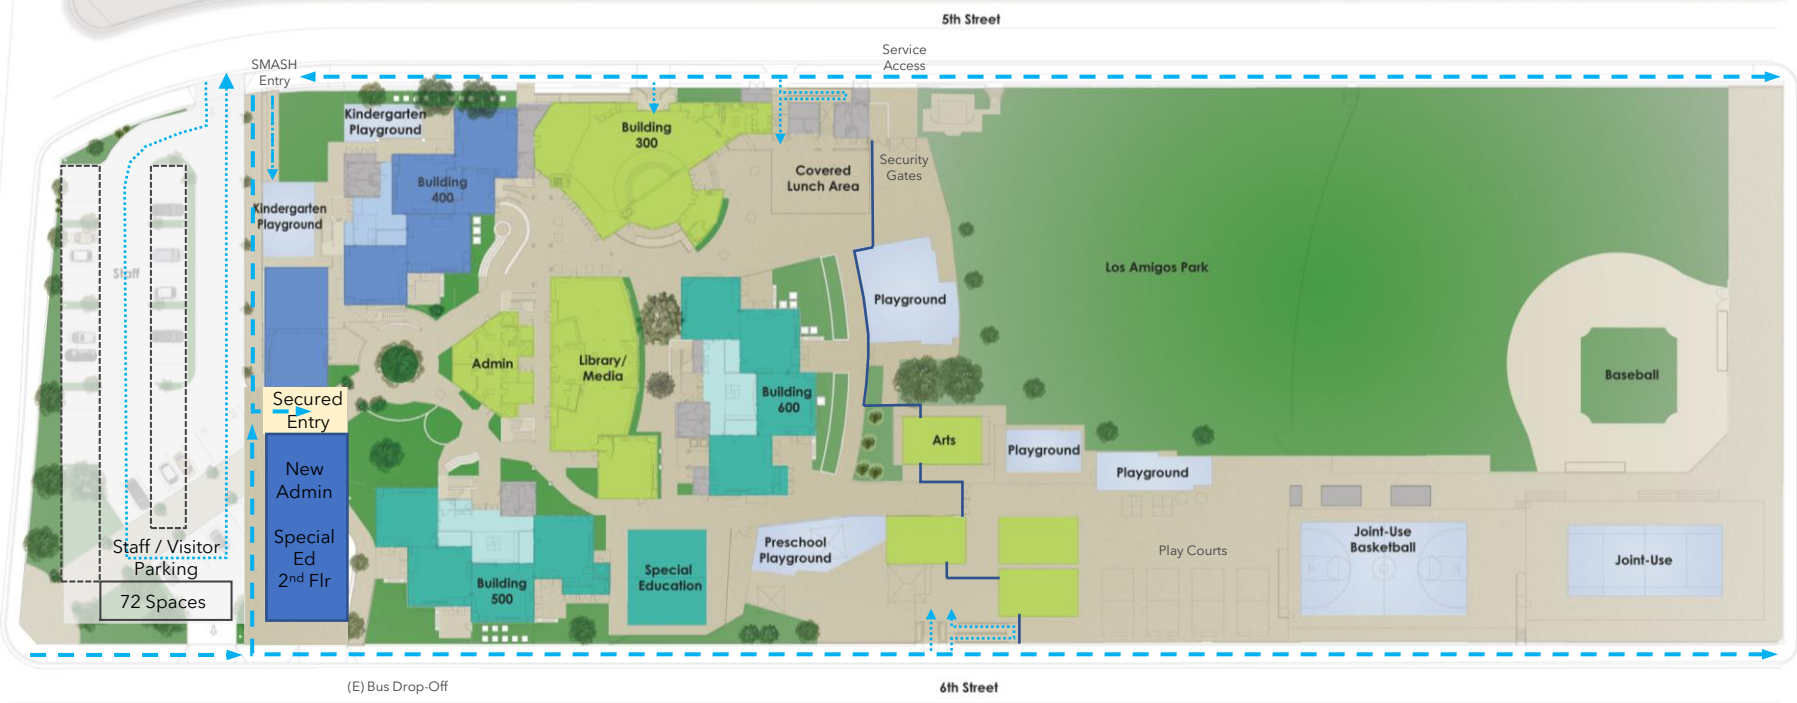 5th Street
SMASH
Entry
Service
Access
Kindergarten
Playground
Building
300
Security
Gates
Covered
Lunch Area
Building
400
Kindergarten
Playground
Staff
Los Amigos Park
Playground
Admin
Library/
Media
Building
600
Baseball
Secured
Entry
Arts
Playground
Playground
New
Admin
Special
Ed
2nd Flr
Staff / Visitor
Parking
72 Spaces
Building
500
Special
Education
Preschool
Playground
Play Courts
Joint-Use
Basketball
Joint-Use
(E) Bus Drop-Off
6th Street